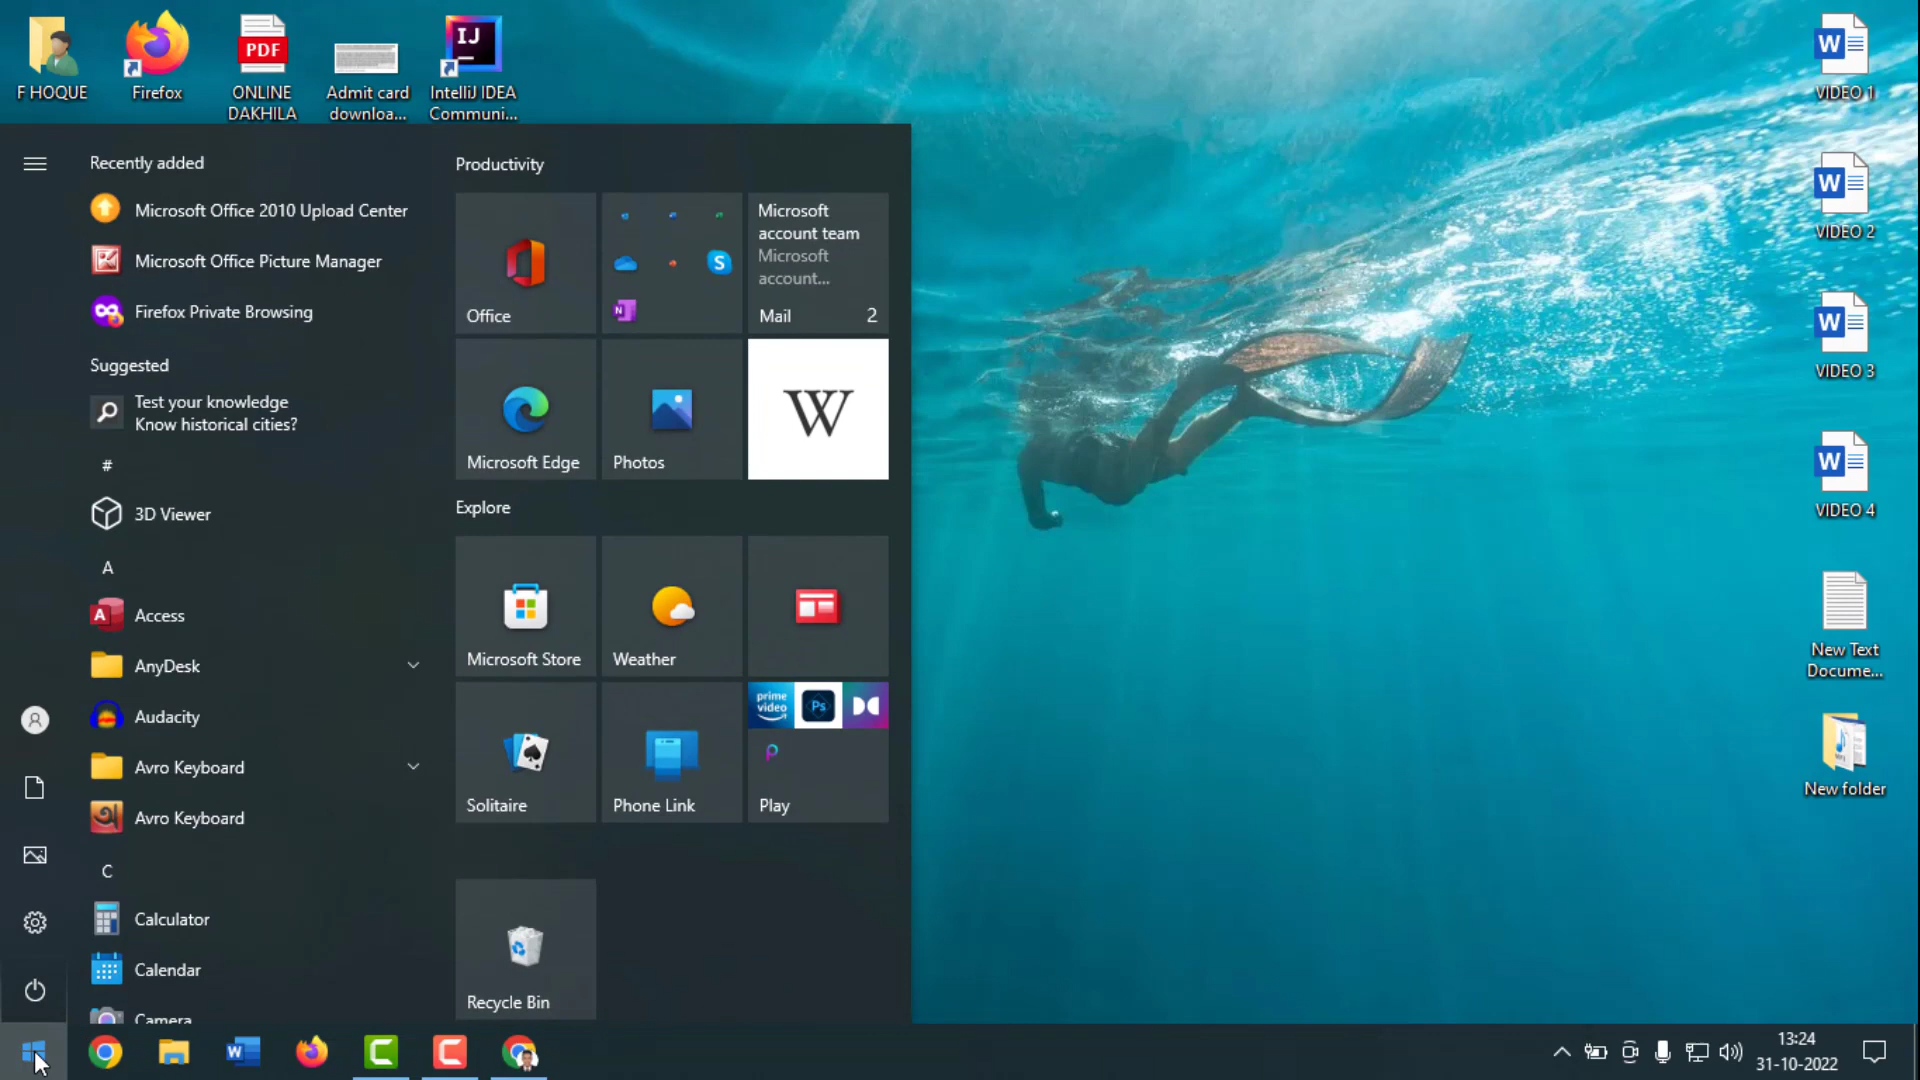 F HOQUE
Firefox
PDF
ONLINE
DAKHILA
Admit card
downloa...
IJ
IntelliJ IDEA
Communi...
W
VIDEO 1
W
VIDEO 2
W
VIDEO 3
W
VIDEO 4
New Text
Docume...
New folder
Recently added
Microsoft Office 2010 Upload Center
Microsoft Office Picture Manager
Firefox Private Browsing
Suggested
Test your knowledge
Know historical cities?
#
3D Viewer
A
A
Access
AnyDesk
Audacity
Avro Keyboard
অ
Avro Keyboard
C
Calculator
Calendar
Camera
Productivity
Office
S
N
Microsoft
account team
Microsoft
account...
Mail 2
Microsoft Edge
Photos
W
Explore
Microsoft Store
Weather
Solitaire
Phone Link
prime
video
Ps
Play
Recycle Bin
W
C
C
13:24
31-10-2022